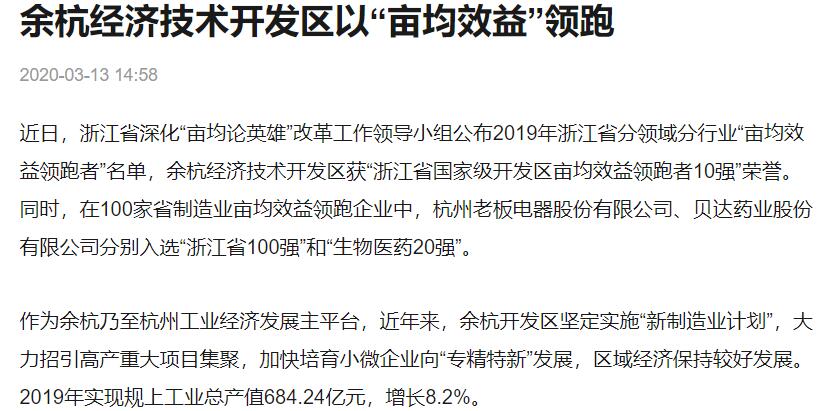 余杭经济技术开发区以“亩均效益”领跑
2020-03-13 14:58
近日，浙江省深化“亩均论英雄”改革工作领导小组公布2019年浙江省分领域分行业“亩均效
益领跑者”名单，余杭经济技术开发区获“浙江省国家级开发区亩均效益领跑者10强”荣誉。
同时，在100家省制造业亩均效益领跑企业中，杭州老板电器股份有限公司、贝达药业股份
有限公司分别入选“浙江省100强”和“生物医药20强”。
作为余杭乃至杭州工业经济发展主平台，近年来，余杭开发区坚定实施“新制造业计划”，大
力招引高产重大项目集聚，加快培育小微企业向“专精特新”发展，区域经济保持较好发展。
2019年实现规上工业总产值684.24亿元，增长8.2%。